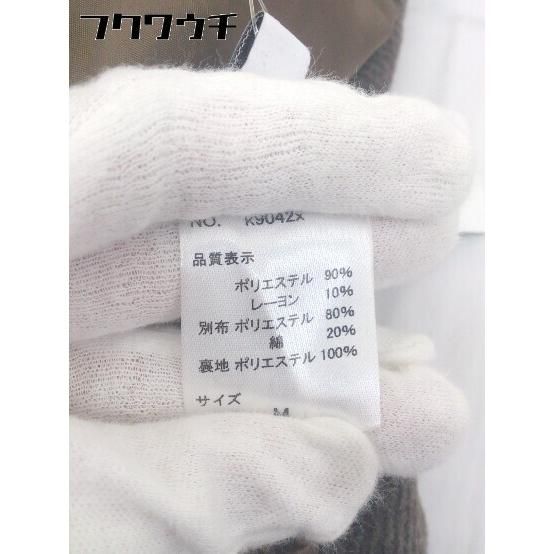 フクワウチ
NO. K9042X
品質表示
ポリエステル 90%
レーヨン 10%
別布 ポリエステル 80%
綿 20%
裏地 ポリエステル 100%
サイズ M